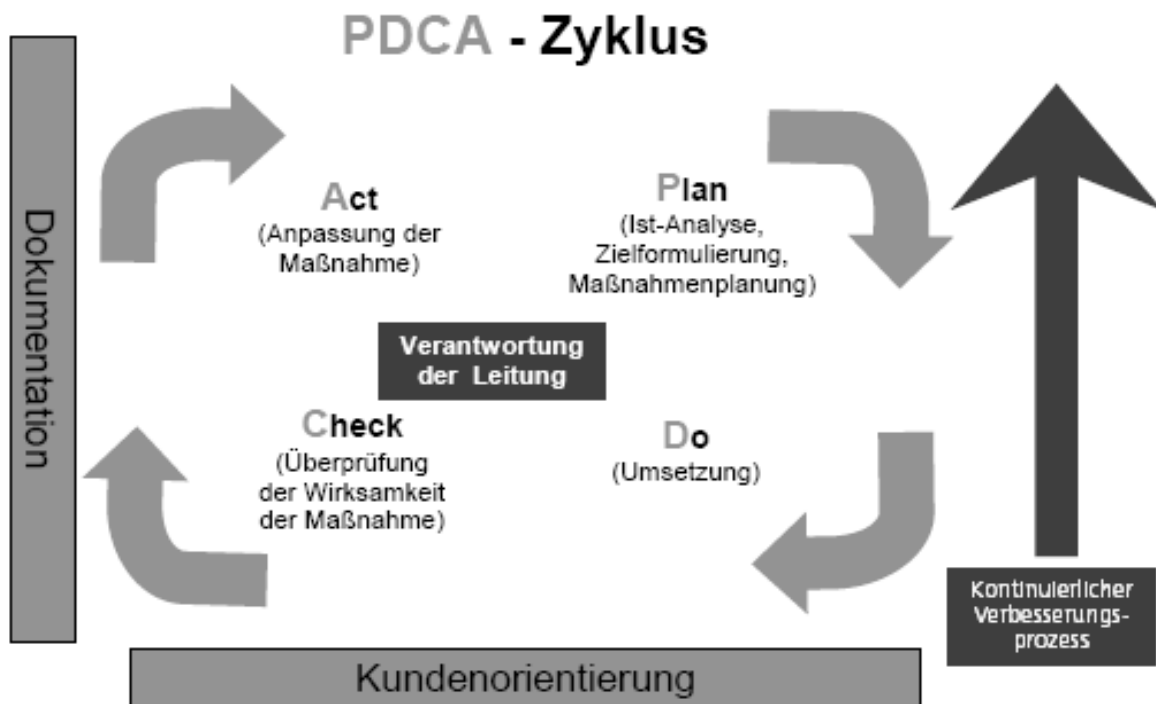 PDCA - Zyklus
Dokumentation
Act
(Anpassung der
Maßnahme)
Plan
(Ist-Analyse,
Zielformulierung,
Maßnahmenplanung)
Verantwortung
der Leitung
Check
(Überprüfung
der Wirksamkeit
der Maßnahme)
Do
(Umsetzung)
Kontinuierlicher
Verbesserungs-
prozess
Kundenorientierung